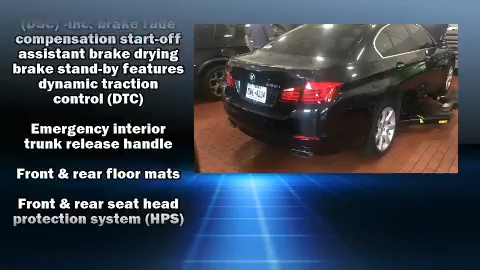 (DSC) -inc: brake fade
compensation start-off
assistant brake drying
brake stand-by features
dynamic traction
control (DTC)
Emergency interior
trunk release handle
Front & rear floor mats
Front & rear seat head
protection system (HPS)